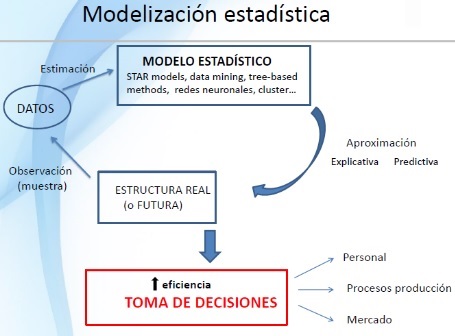 Modelización estadística
MODELO ESTADÍSTICO
STAR models, data mining, tree-based
methods, redes neuronales, cluster...
Estimación
DATOS
Aproximación
Explicativa Predictiva
Observación
(muestra)
ESTRUCTURA REAL
(o FUTURA)
eficiencia
TOMA DE DECISIONES
Personal
Procesos producción
Mercado